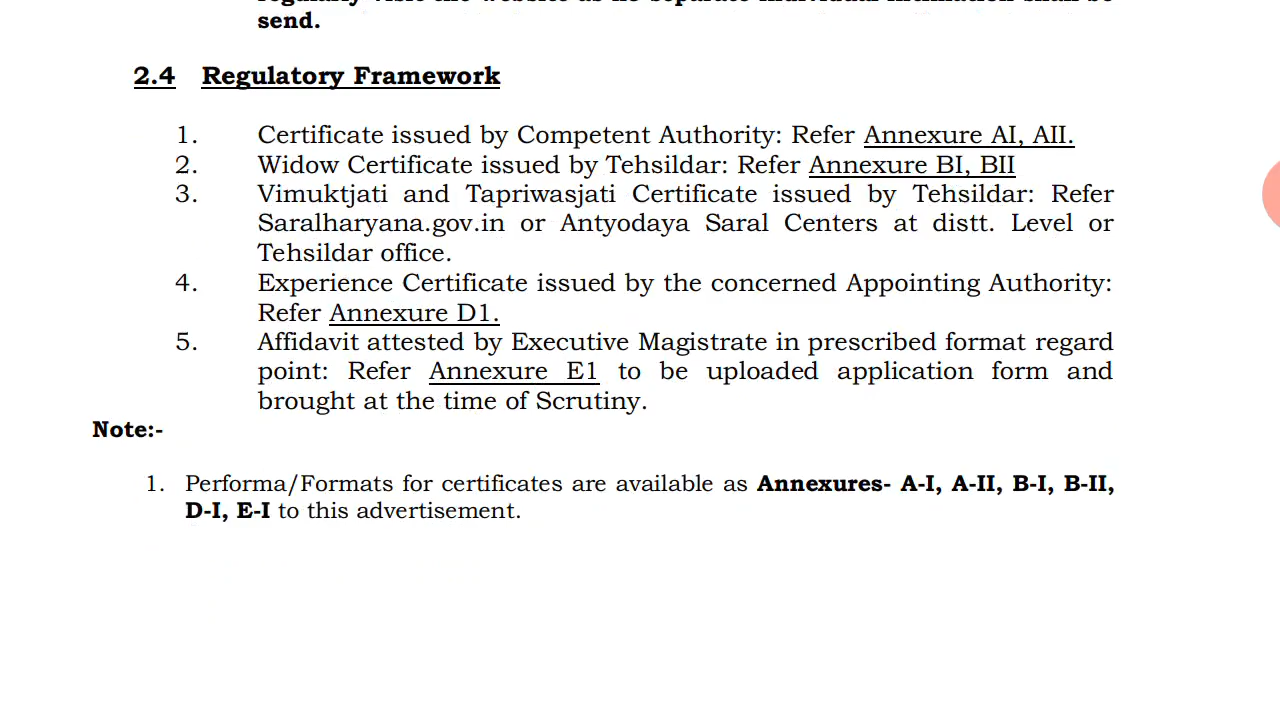 send.
2.4 Regulatory Framework
1. Certificate issued by Competent Authority: Refer Annexure AI, AII.
2. Widow Certificate issued by Tehsildar: Refer Annexure BI, BII
3. Vimuktjati and Tapriwasjati Certificate issued by Tehsildar: Refer
Saralharyana.gov.in or Antyodaya Saral Centers at distt. Level or
Tehsildar office.
4. Experience Certificate issued by the concerned Appointing Authority:
Refer Annexure D1.
5. Affidavit attested by Executive Magistrate in prescribed format regard
point: Refer Annexure E1 to be uploaded application form and
brought at the time of Scrutiny.
Note:-
1. Performa/Formats for certificates are available as Annexures- A-I, A-II, B-I, B-II,
D-I, E-I to this advertisement.